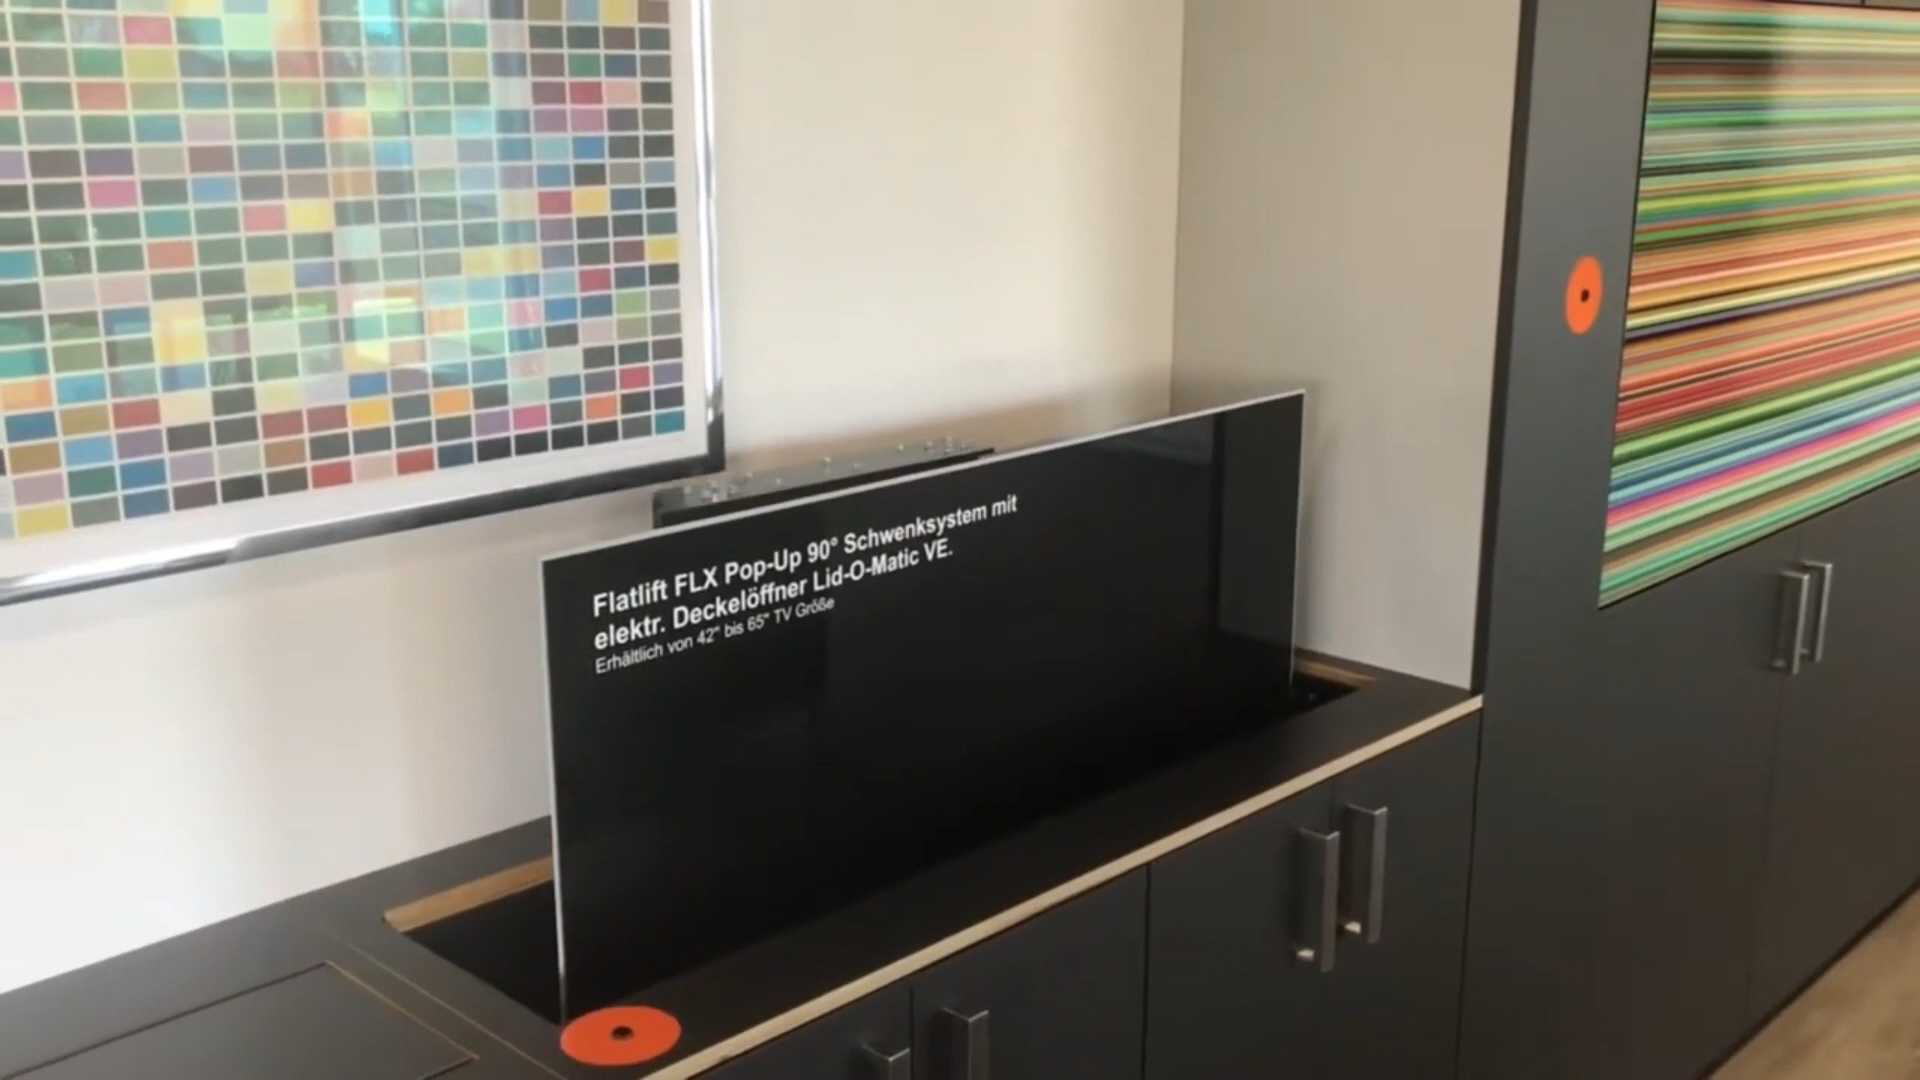 Flatlift FLX Pop-Up 90° Schwenksystem mit
elektr. Deckelöffner Lid-O-Matic VE.
Erhältlich von 42" bis 65" TV Größe